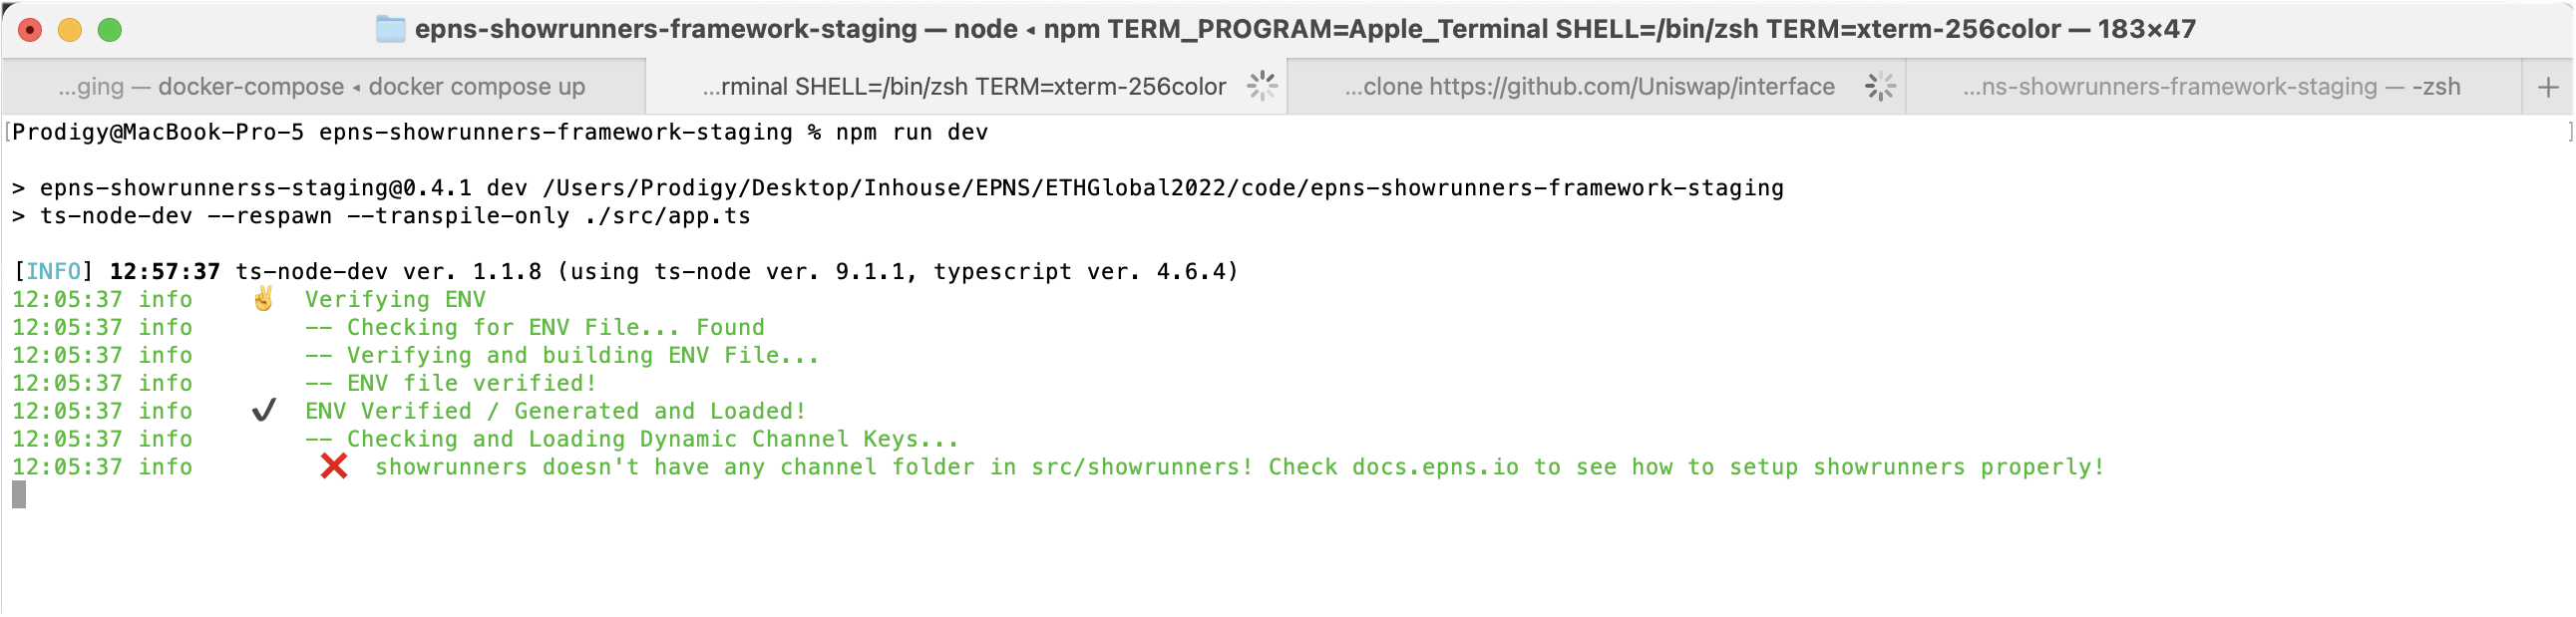 epns-showrunners-framework-staging — node ◂ npm TERM_PROGRAM=Apple_Terminal SHELL=/bin/zsh TERM=xterm-256color — 183×47
...ging — docker-compose ◂ docker compose up
...rminal SHELL=/bin/zsh TERM=xterm-256color
...clone https://github.com/Uniswap/interface
...ns-showrunners-framework-staging — -zsh
+
[Prodigy@MacBook-Pro-5 epns-showrunners-framework-staging % npm run dev ]
> epns-showrunnerss-staging@0.4.1 dev /Users/Prodigy/Desktop/Inhouse/EPNS/ETHGlobal2022/code/epns-showrunners-framework-staging
> ts-node-dev --respawn --transpile-only ./src/app.ts
[INFO] 12:57:37 ts-node-dev ver. 1.1.8 (using ts-node ver. 9.1.1, typescript ver. 4.6.4)
12:05:37 info ✌️ Verifying ENV
12:05:37 info -- Checking for ENV File... Found
12:05:37 info -- Verifying and building ENV File...
12:05:37 info -- ENV file verified!
12:05:37 info ✔️ ENV Verified / Generated and Loaded!
12:05:37 info -- Checking and Loading Dynamic Channel Keys...
12:05:37 info ❌ showrunners doesn't have any channel folder in src/showrunners! Check docs.epns.io to see how to setup showrunners properly!